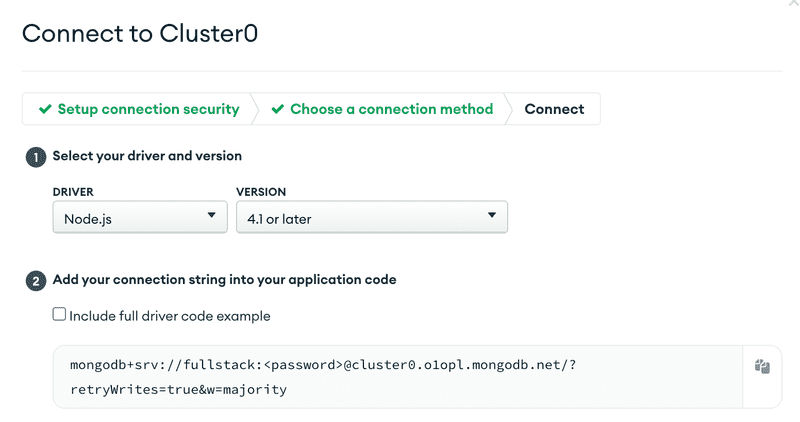 Connect to Cluster0
Setup connection security
Choose a connection method
Connect
1 Select your driver and version
DRIVER VERSION
Node.js 4.1 or later
2 Add your connection string into your application code
Include full driver code example
mongodb+srv://fullstack:<password>@cluster0.o1opl.mongodb.net/?
retryWrites=true&w=majority